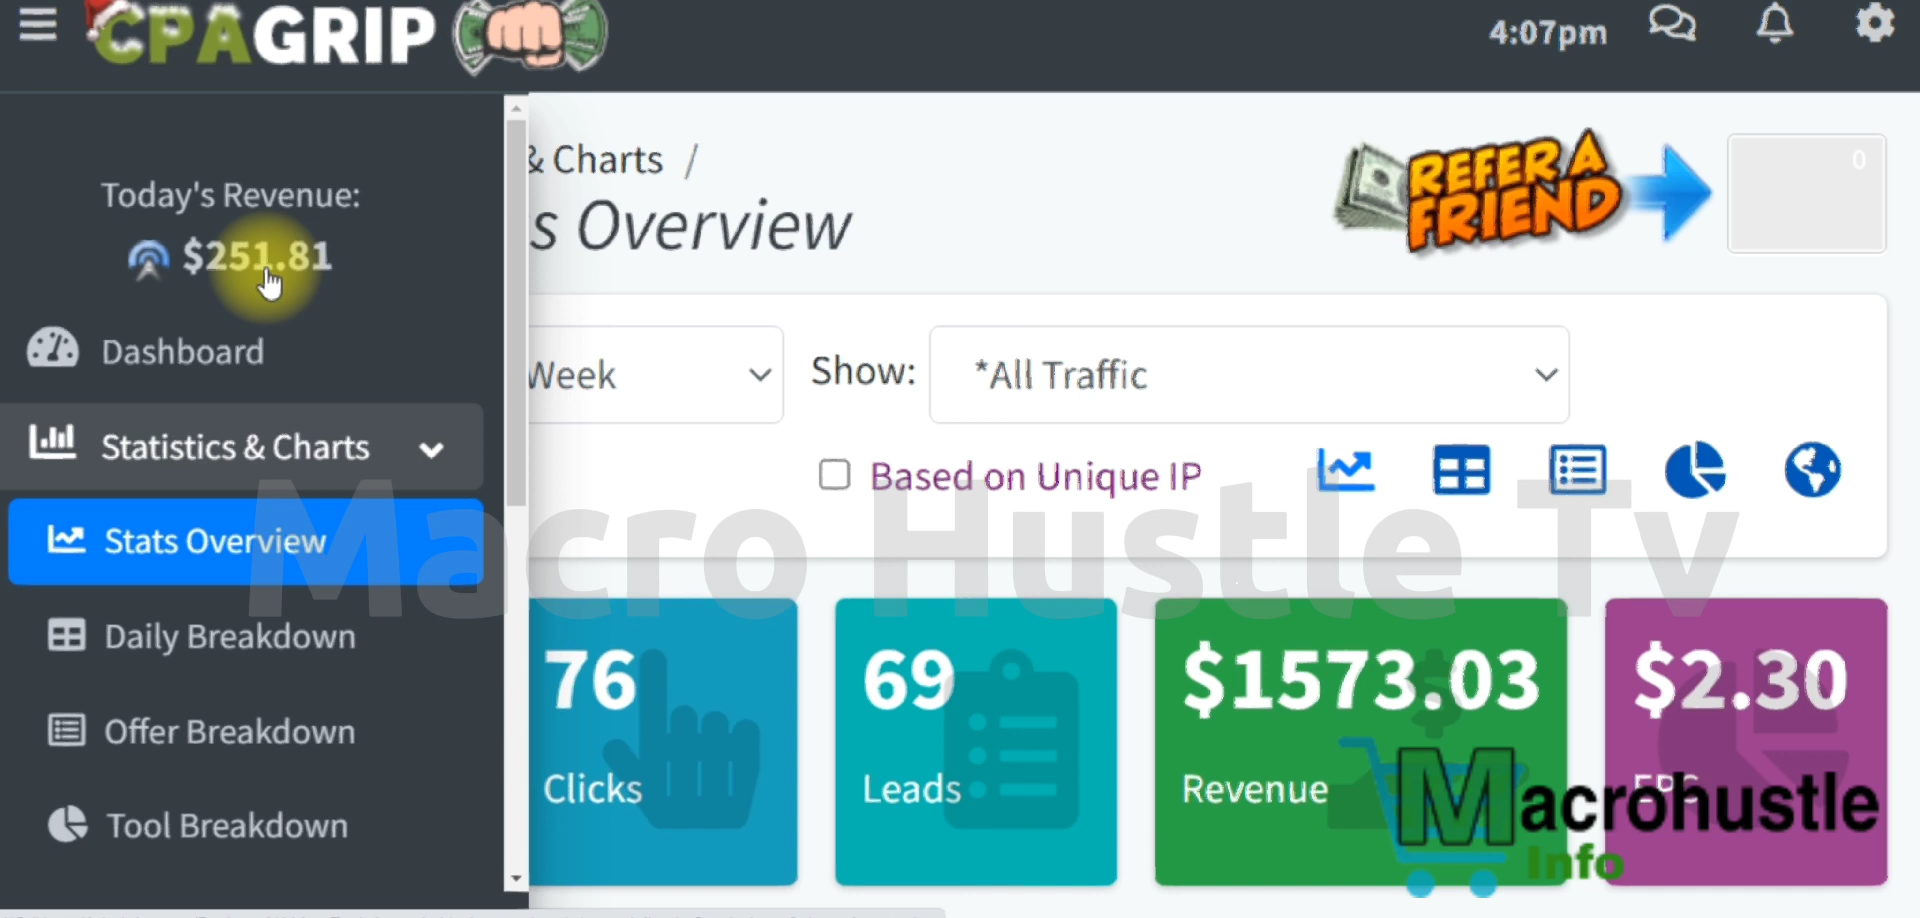 CPAGRIP
4:07pm
Today's Revenue:
$251.81
Dashboard
Statistics & Charts
Stats Overview
Daily Breakdown
Offer Breakdown
Tool Breakdown
& Charts /
s Overview
REFER A
FRIEND
0
Week
Show:
*All Traffic
Based on Unique IP
Macro Hustle Tv
76
Clicks
69
Leads
$1573.03
Revenue
$2.30
EPC
Macrohustle
Info